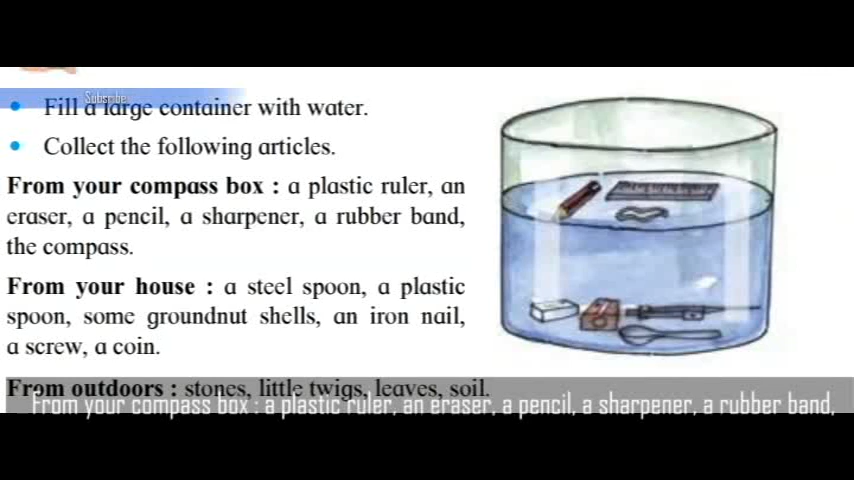 Subsribe
• Fill a large container with water.
• Collect the following articles.
From your compass box : a plastic ruler, an
eraser, a pencil, a sharpener, a rubber band,
the compass.
From your house : a steel spoon, a plastic
spoon, some groundnut shells, an iron nail,
a screw, a coin.
From outdoors : stones, little twigs, leaves, soil.
From your compass box : a plastic ruler, an eraser, a pencil, a sharpener, a rubber band,